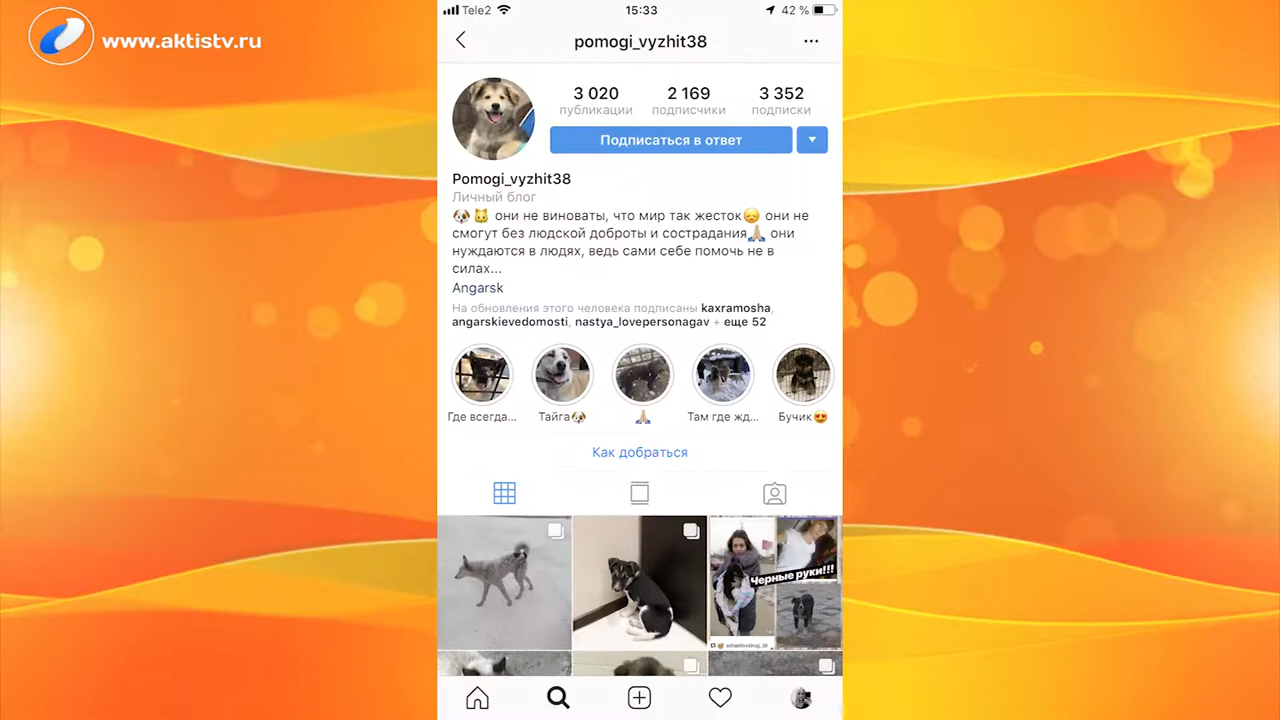 www.aktistv.ru
Tele2
15:33
42 %
pomogi_vyzhit38
3 020
2 169
3 352
публикации
подписчики
подписки
Подписаться в ответ
Pomogi_vyzhit38
Личный блог
🐶🐱 они не виноваты, что мир так жесток😞 они не
смогут без людской доброты и сострадания🙏🏼 они
нуждаются в людях, ведь сами себе помочь не в
силах...
Angarsk
На обновления этого человека подписаны kaxramosha,
angarskievedomosti, nastya_lovepersonagav + еще 52
Где всегда...
Тайга🐶
🙏🏼
Там где жд...
Бучик😍
Как добраться
Черные руки!!!